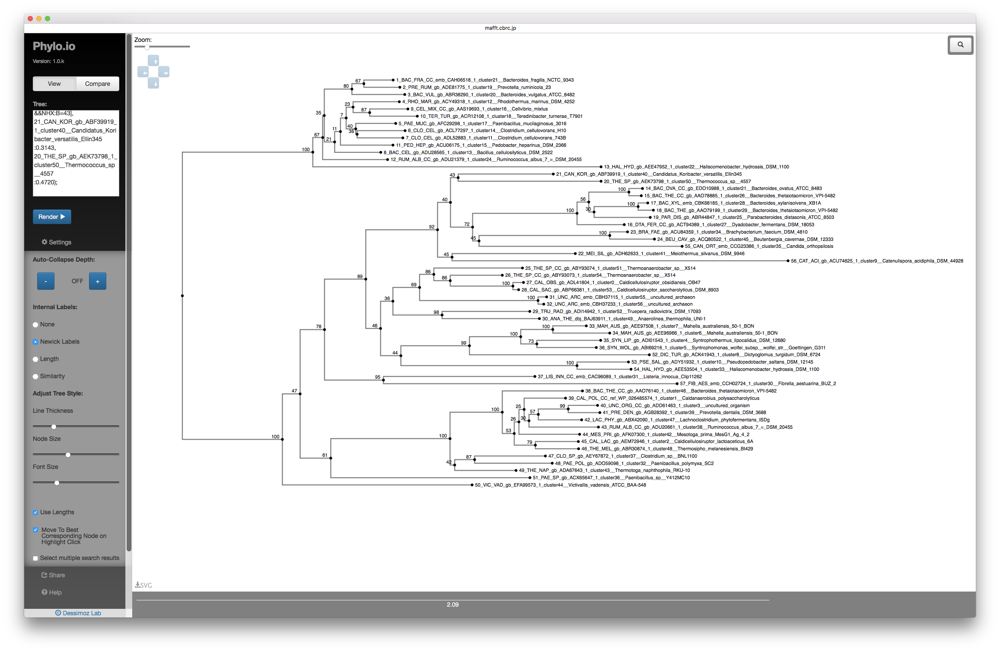 mafft.cbrc.jp
Phylo.io
Version: 1.0.k
View
Compare
Tree:
&&NHX:B=43],
21_CAN_KOR_gb_ABF39919_
1_cluster40__Candidatus_Kori
bacter_versatilis_Ellin345
:0.3143,
20_THE_SP_gb_AEK73798_1_
cluster50__Thermococcus_sp
__4557
:0.4720);
Render
Settings
Auto-Collapse Depth:
-
OFF
+
Internal Labels:
None
Newick Labels
Length
Similarity
Adjust Tree Style:
Line Thickness
Node Size
Font Size
Use Lengths
Move To Best
Corresponding Node on
Highlight Click
Select multiple search results
Share
Help
© Dessimoz Lab
Zoom:
67
1_BAC_FRA_CC_emb_CAH06518_1_cluster21__Bacteroides_fragilis_NCTC_9343
80
2_PRE_RUM_gb_ADE81775_1_cluster19__Prevotella_ruminicola_23
3_BAC_VUL_gb_ABR38290_1_cluster20__Bacteroides_vulgatus_ATCC_8482
23
4_RHO_MAR_gb_ACY49318_1_cluster12__Rhodothermus_marinus_DSM_4252
87
9_CEL_MIX_CC_gb_AAS19693_1_cluster16__Cellvibrio_mixtus
35
7
10_TER_TUR_gb_ACR12108_1_cluster18__Teredinibacter_turnerae_T7901
40
5_PAE_MUC_gb_AFC29298_1_cluster17__Paenibacillus_mucilaginosus_3016
11
36
6_CLO_CEL_gb_ACL77297_1_cluster14__Clostridium_cellulovorans_H10
67
21
7_CLO_CEL_gb_ADL52883_1_cluster11__Clostridium_cellulovorans_743B
11_PED_HEP_gb_ACU06175_1_cluster15__Pedobacter_heparinus_DSM_2366
100
8_BAC_CEL_gb_ADU28565_1_cluster13__Bacillus_cellulosilyticus_DSM_2522
12_RUM_ALB_CC_gb_ADU21379_1_cluster24__Ruminococcus_albus_7_=_DSM_20455
13_HAL_HYD_gb_AEE47952_1_cluster22__Haliscomenobacter_hydrossis_DSM_1100
43
21_CAN_KOR_gb_ABF39919_1_cluster40__Candidatus_Koribacter_versatilis_Ellin345
20_THE_SP_gb_AEK73798_1_cluster50__Thermococcus_sp__4557
100
14_BAC_OVA_CC_gb_EDO10988_1_cluster21__Bacteroides_ovatus_ATCC_8483
15_BAC_THE_CC_gb_AAO78885_1_cluster26__Bacteroides_thetaiotaomicron_VPI-5482
40
56
100
17_BAC_XYL_emb_CBK68185_1_cluster28__Bacteroides_xylanisolvens_XB1A
100
30
18_BAC_THE_gb_AAO79199_1_cluster29__Bacteroides_thetaiotaomicron_VPI-5482
19_PAR_DIS_gb_ABR44847_1_cluster25__Parabacteroides_distasonis_ATCC_8503
92
72
16_DTA_FER_CC_gb_ACT94389_1_cluster27__Dyadobacter_fermentans_DSM_18053
100
23_BRA_FAE_gb_ACU84359_1_cluster34__Brachybacterium_faecium_DSM_4810
45
24_BEU_CAV_gb_ACQ80522_1_cluster45__Beutenbergia_cavernae_DSM_12333
55_CAN_ORT_emb_CCG23386_1_cluster35__Candida_orthopsilosis
45
22_MEI_SIL_gb_ADH62633_1_cluster41__Meiothermus_silvanus_DSM_9946
56_CAT_ACI_gb_ACU74625_1_cluster9__Catenulispora_acidiphila_DSM_44928
89
86
25_THE_SP_CC_gb_ABY93074_1_cluster51__Thermoanaerobacter_sp__X514
86
26_THE_SP_CC_gb_ABY93073_1_cluster54__Thermoanaerobacter_sp__X514
69
100
27_CAL_OBS_gb_ADL41804_1_cluster0__Caldicellulosiruptor_obsidiansis_OB47
28_CAL_SAC_gb_ABP66381_1_cluster53__Caldicellulosiruptor_saccharolyticus_DSM_8903
36
100
31_UNC_ARC_emb_CBH37115_1_cluster55__uncultured_archaeon
32_UNC_ARC_emb_CBH37233_1_cluster56__uncultured_archaeon
98
29_TRU_RAD_gb_ADI14942_1_cluster52__Truepera_radiovictrix_DSM_17093
30_ANA_THE_dbj_BAJ63911_1_cluster49__Anaerolinea_thermophila_UNI-1
78
46
100
33_MAH_AUS_gb_AEE97508_1_cluster7__Mahella_australiensis_50-1_BON
100
34_MAH_AUS_gb_AEE96966_1_cluster6__Mahella_australiensis_50-1_BON
99
73
35_SYN_LIP_gb_ADI01543_1_cluster4__Syntrophothermus_lipocalidus_DSM_12680
36_SYN_WOL_gb_ABI69216_1_cluster5__Syntrophomonas_wolfei_subsp__wolfei_str__Goettingen_G311
44
52_DIC_TUR_gb_ACK41943_1_cluster8__Dictyoglomus_turgidum_DSM_6724
100
53_PSE_SAL_gb_ADY51932_1_cluster10__Pseudopedobacter_saltans_DSM_12145
54_HAL_HYD_gb_AEE53504_1_cluster33__Haliscomenobacter_hydrossis_DSM_1100
95
37_LIS_INN_CC_emb_CAC96089_1_cluster31__Listeria_innocua_Clip11262
57_FIB_AES_emb_CCH02724_1_cluster30__Fibrella_aestuarina_BUZ_2
47
38_BAC_THE_CC_gb_AAO76140_1_cluster46__Bacteroides_thetaiotaomicron_VPI-5482
39_CAL_POL_CC_ref_WP_026485574_1_cluster1__Caldanaerobius_polysaccharolyticus
100
25
99
40_UNC_ORG_CC_gb_ADD61463_1_cluster3__uncultured_organism
57
41_PRE_DEN_gb_AGB28392_1_cluster39__Prevotella_dentalis_DSM_3688
26
30
42_LAC_PHY_gb_ABX42090_1_cluster47__Lachnoclostridium_phytofermentans_ISDg
53
43_RUM_ALB_CC_gb_ADU20661_1_cluster38__Ruminococcus_albus_7_=_DSM_20455
100
100
44_MES_PRI_gb_AFK07300_1_cluster42__Mesotoga_prima_MesG1_Ag_4_2
79
45_CAL_LAC_gb_AEM72946_1_cluster2__Caldicellulosiruptor_lactoaceticus_6A
46_THE_MEL_gb_ABR30874_1_cluster48__Thermosipho_melanesiensis_BI429
61
87
47_CLO_SP_gb_AEY67872_1_cluster37__Clostridium_sp__BNL1100
42
48_PAE_POL_gb_ADO59098_1_cluster32__Paenibacillus_polymyxa_SC2
49_THE_NAP_gb_ADA67643_1_cluster43__Thermotoga_naphthophila_RKU-10
51_PAE_SP_gb_ACX65647_1_cluster36__Paenibacillus_sp__Y412MC10
50_VIC_VAD_gb_EFA99573_1_cluster44__Victivallis_vadensis_ATCC_BAA-548
SVG
2.09